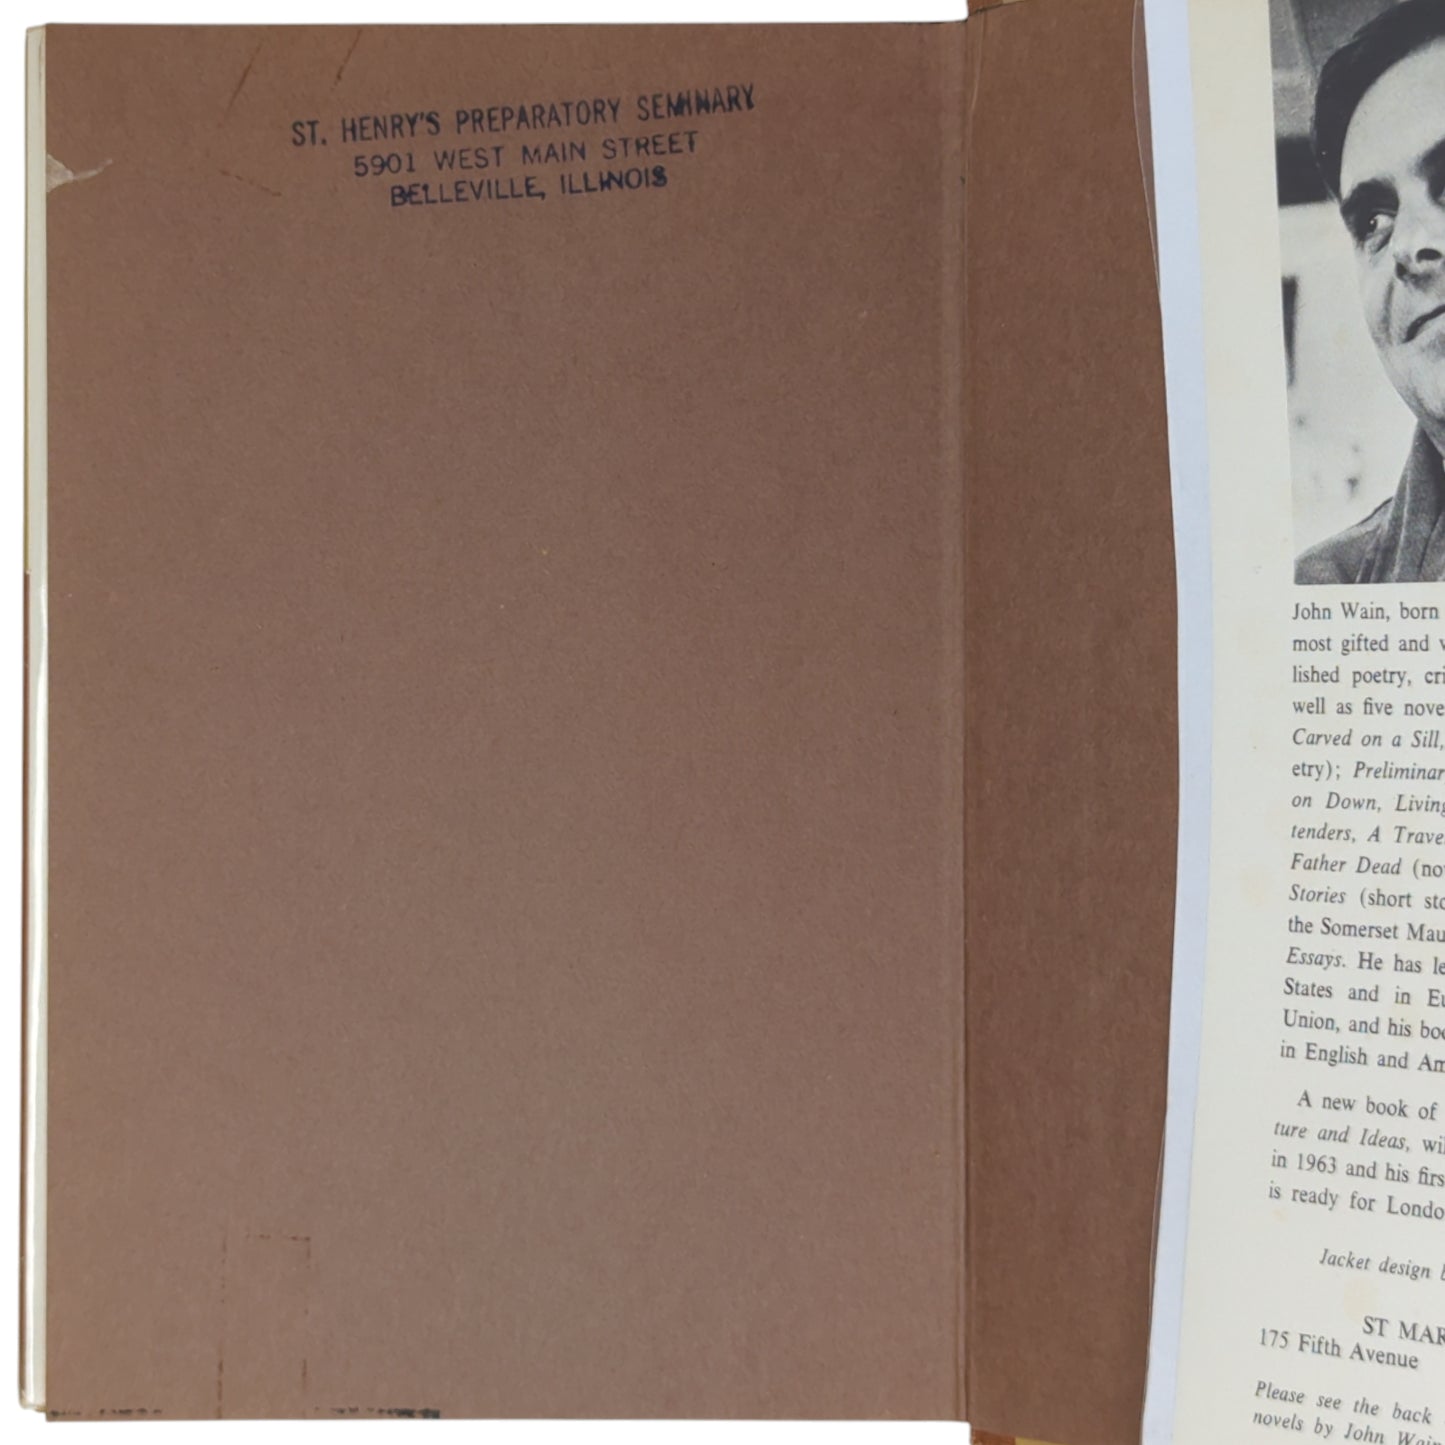 ST. HENRY'S PREPARATORY SEMINARY
5901 WEST MAIN STREET
BELLEVILLE, ILLINOIS
John Wain, born
most gifted and
lished poetry,
well as five
Carved on a Sill,
etry);
on Down,
tenders, A
Father Dead
Stories (short
the Somerset
Essays. He has
States and in
Union, and his
in English and
A new book of
ture and Ideas,
in 1963 and his
is ready for
Jacket design
ST
175 Fifth Avenue
Please see the back
novels by John